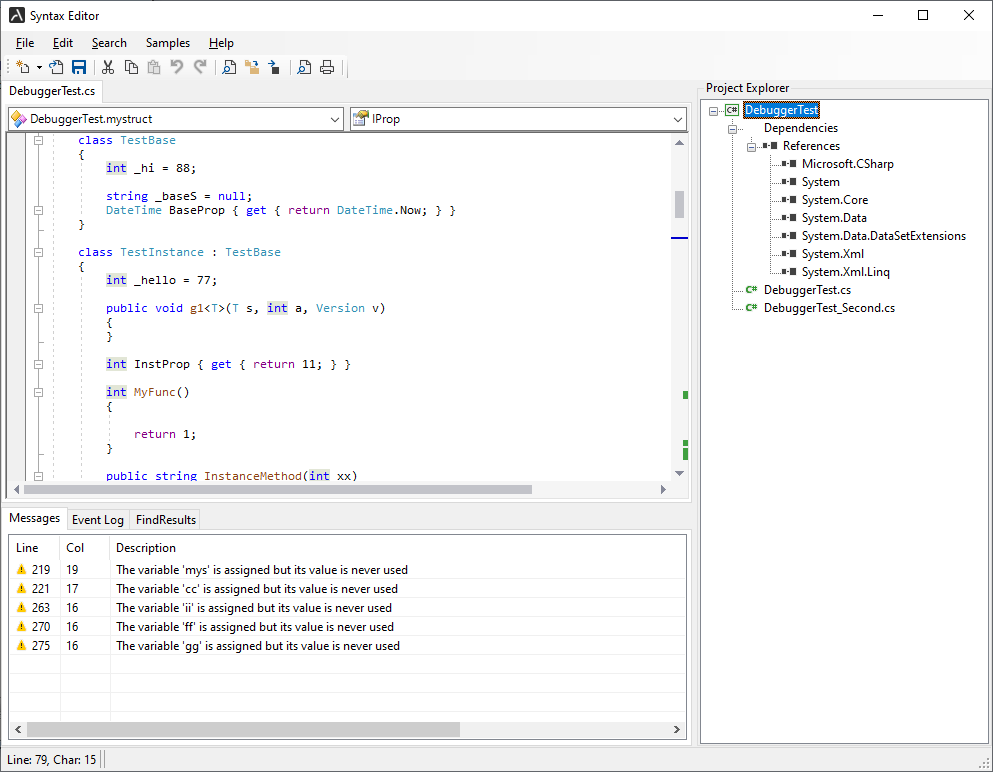 Syntax Editor
File Edit Search Samples Help
DebuggerTest.cs
DebuggerTest.mystruct IProp
class TestBase
{
int _hi = 88;
string _baseS = null;
DateTime BaseProp { get { return DateTime.Now; } }
}
class TestInstance : TestBase
{
int _hello = 77;
public void g1<T>(T s, int a, Version v)
{
}
int InstProp { get { return 11; } }
int MyFunc()
{
return 1;
}
public string InstanceMethod(int xx)
Messages Event Log FindResults
Line Col Description
219 19 The variable 'mys' is assigned but its value is never used
221 17 The variable 'cc' is assigned but its value is never used
263 16 The variable 'ii' is assigned but its value is never used
270 16 The variable 'ff' is assigned but its value is never used
275 16 The variable 'gg' is assigned but its value is never used
Project Explorer
C# DebuggerTest
Dependencies
References
Microsoft.CSharp
System
System.Core
System.Data
System.Data.DataSetExtensions
System.Xml
System.Xml.Linq
C# DebuggerTest.cs
C# DebuggerTest_Second.cs
Line: 79, Char: 15